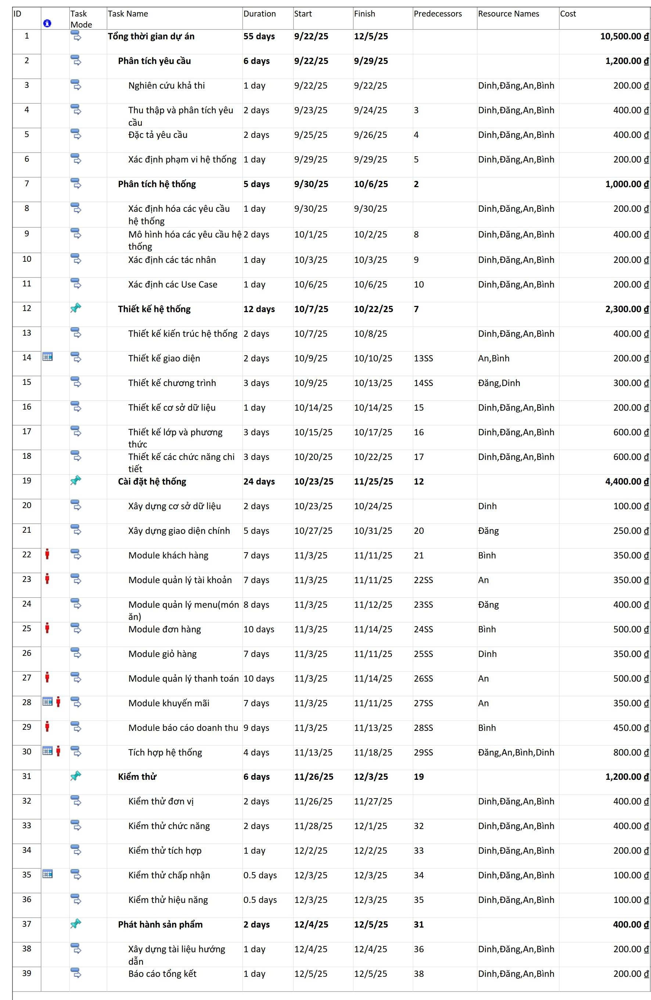 ID Task Mode Task Name Duration Start Finish Predecessors Resource Names Cost
1 Tổng thời gian dự án 55 days 9/22/25 12/5/25 10,500.00 ₫
2 Phân tích yêu cầu 6 days 9/22/25 9/29/25 1,200.00 ₫
3 Nghiên cứu khả thi 1 day 9/22/25 9/22/25 Dinh,Đăng,An,Bình 200.00 ₫
4 Thu thập và phân tích yêu cầu 2 days 9/23/25 9/24/25 3 Dinh,Đăng,An,Bình 400.00 ₫
5 Đặc tả yêu cầu 2 days 9/25/25 9/26/25 4 Dinh,Đăng,An,Bình 400.00 ₫
6 Xác định phạm vi hệ thống 1 day 9/29/25 9/29/25 5 Dinh,Đăng,An,Bình 200.00 ₫
7 Phân tích hệ thống 5 days 9/30/25 10/6/25 2 1,000.00 ₫
8 Xác định hóa các yêu cầu hệ thống 1 day 9/30/25 9/30/25 Dinh,Đăng,An,Bình 200.00 ₫
9 Mô hình hóa các yêu cầu hệ thống 2 days 10/1/25 10/2/25 8 Dinh,Đăng,An,Bình 400.00 ₫
10 Xác định các tác nhân 1 day 10/3/25 10/3/25 9 Dinh,Đăng,An,Bình 200.00 ₫
11 Xác định các Use Case 1 day 10/6/25 10/6/25 10 Dinh,Đăng,An,Bình 200.00 ₫
12 Thiết kế hệ thống 12 days 10/7/25 10/22/25 7 2,300.00 ₫
13 Thiết kế kiến trúc hệ thống 2 days 10/7/25 10/8/25 Dinh,Đăng,An,Bình 400.00 ₫
14 Thiết kế giao diện 2 days 10/9/25 10/10/25 13SS An,Bình 200.00 ₫
15 Thiết kế chương trình 3 days 10/9/25 10/13/25 14SS Đăng,Dinh 300.00 ₫
16 Thiết kế cơ sở dữ liệu 1 day 10/14/25 10/14/25 15 Dinh,Đăng,An,Bình 200.00 ₫
17 Thiết kế lớp và phương thức 3 days 10/15/25 10/17/25 16 Dinh,Đăng,An,Bình 600.00 ₫
18 Thiết kế các chức năng chi tiết 3 days 10/20/25 10/22/25 17 Dinh,Đăng,An,Bình 600.00 ₫
19 Cài đặt hệ thống 24 days 10/23/25 11/25/25 12 4,400.00 ₫
20 Xây dựng cơ sở dữ liệu 2 days 10/23/25 10/24/25 Dinh 100.00 ₫
21 Xây dựng giao diện chính 5 days 10/27/25 10/31/25 20 Đăng 250.00 ₫
22 Module khách hàng 7 days 11/3/25 11/11/25 21 Bình 350.00 ₫
23 Module quản lý tài khoản 7 days 11/3/25 11/11/25 22SS An 350.00 ₫
24 Module quản lý menu(món ăn) 8 days 11/3/25 11/12/25 23SS Đăng 400.00 ₫
25 Module đơn hàng 10 days 11/3/25 11/14/25 24SS Bình 500.00 ₫
26 Module giỏ hàng 7 days 11/3/25 11/11/25 25SS Dinh 350.00 ₫
27 Module quản lý thanh toán 10 days 11/3/25 11/14/25 26SS An 500.00 ₫
28 Module khuyến mãi 7 days 11/3/25 11/11/25 27SS An 350.00 ₫
29 Module báo cáo doanh thu 9 days 11/3/25 11/13/25 28SS Bình 450.00 ₫
30 Tích hợp hệ thống 4 days 11/13/25 11/18/25 29SS Đăng,An,Bình,Dinh 800.00 ₫
31 Kiểm thử 6 days 11/26/25 12/3/25 19 1,200.00 ₫
32 Kiểm thử đơn vị 2 days 11/26/25 11/27/25 Dinh,Đăng,An,Bình 400.00 ₫
33 Kiểm thử chức năng 2 days 11/28/25 12/1/25 32 Dinh,Đăng,An,Bình 400.00 ₫
34 Kiểm thử tích hợp 1 day 12/2/25 12/2/25 33 Dinh,Đăng,An,Bình 200.00 ₫
35 Kiểm thử chấp nhận 0.5 days 12/3/25 12/3/25 34 Dinh,Đăng,An,Bình 100.00 ₫
36 Kiểm thử hiệu năng 0.5 days 12/3/25 12/3/25 35 Dinh,Đăng,An,Bình 100.00 ₫
37 Phát hành sản phẩm 2 days 12/4/25 12/5/25 31 400.00 ₫
38 Xây dựng tài liệu hướng dẫn 1 day 12/4/25 12/4/25 36 Dinh,Đăng,An,Bình 200.00 ₫
39 Báo cáo tổng kết 1 day 12/5/25 12/5/25 38 Dinh,Đăng,An,Bình 200.00 ₫